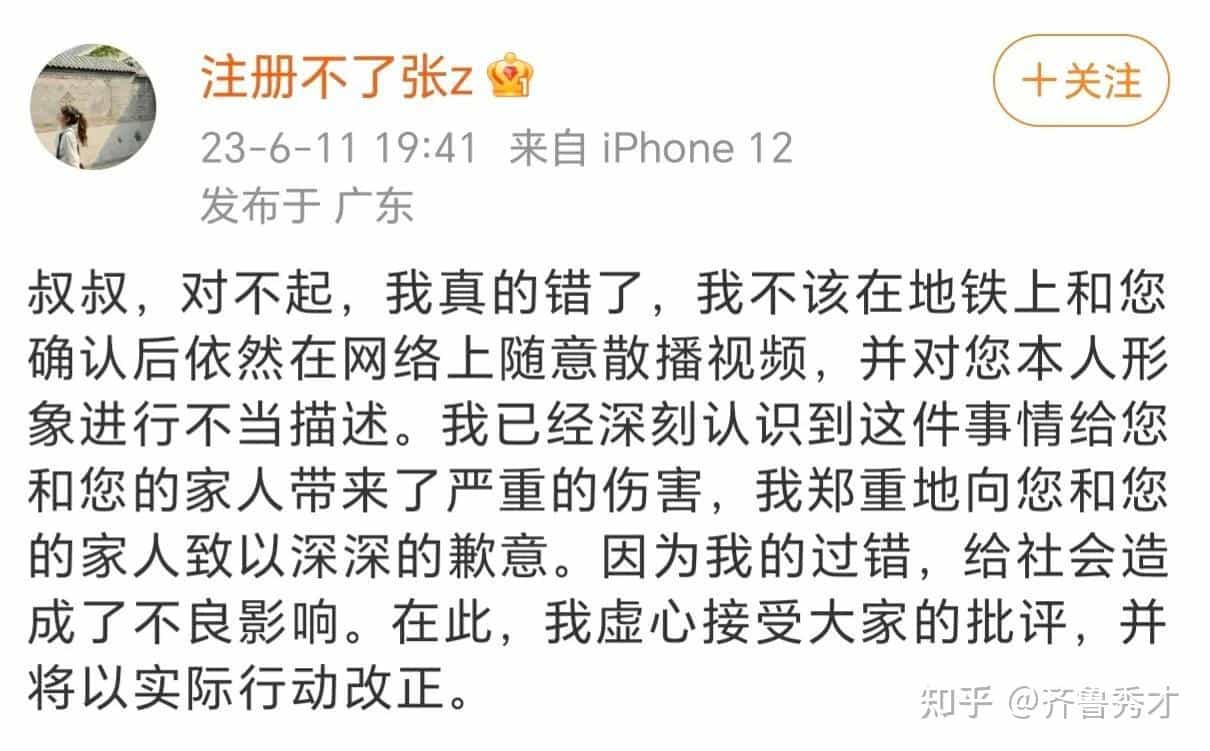 注册不了张z
＋关注
23-6-11 19:41 来自 iPhone 12
发布于 广东
叔叔，对不起，我真的错了，我不该在地铁上和您
确认后依然在网络上随意散播视频，并对您本人形
象进行不当描述。我已经深刻认识到这件事情给您
和您的家人带来了严重的伤害，我郑重地向您和您
的家人致以深深的歉意。因为我的过错，给社会造
成了不良影响。在此，我虚心接受大家的批评，并
将以实际行动改正。
知乎 @齐鲁秀才